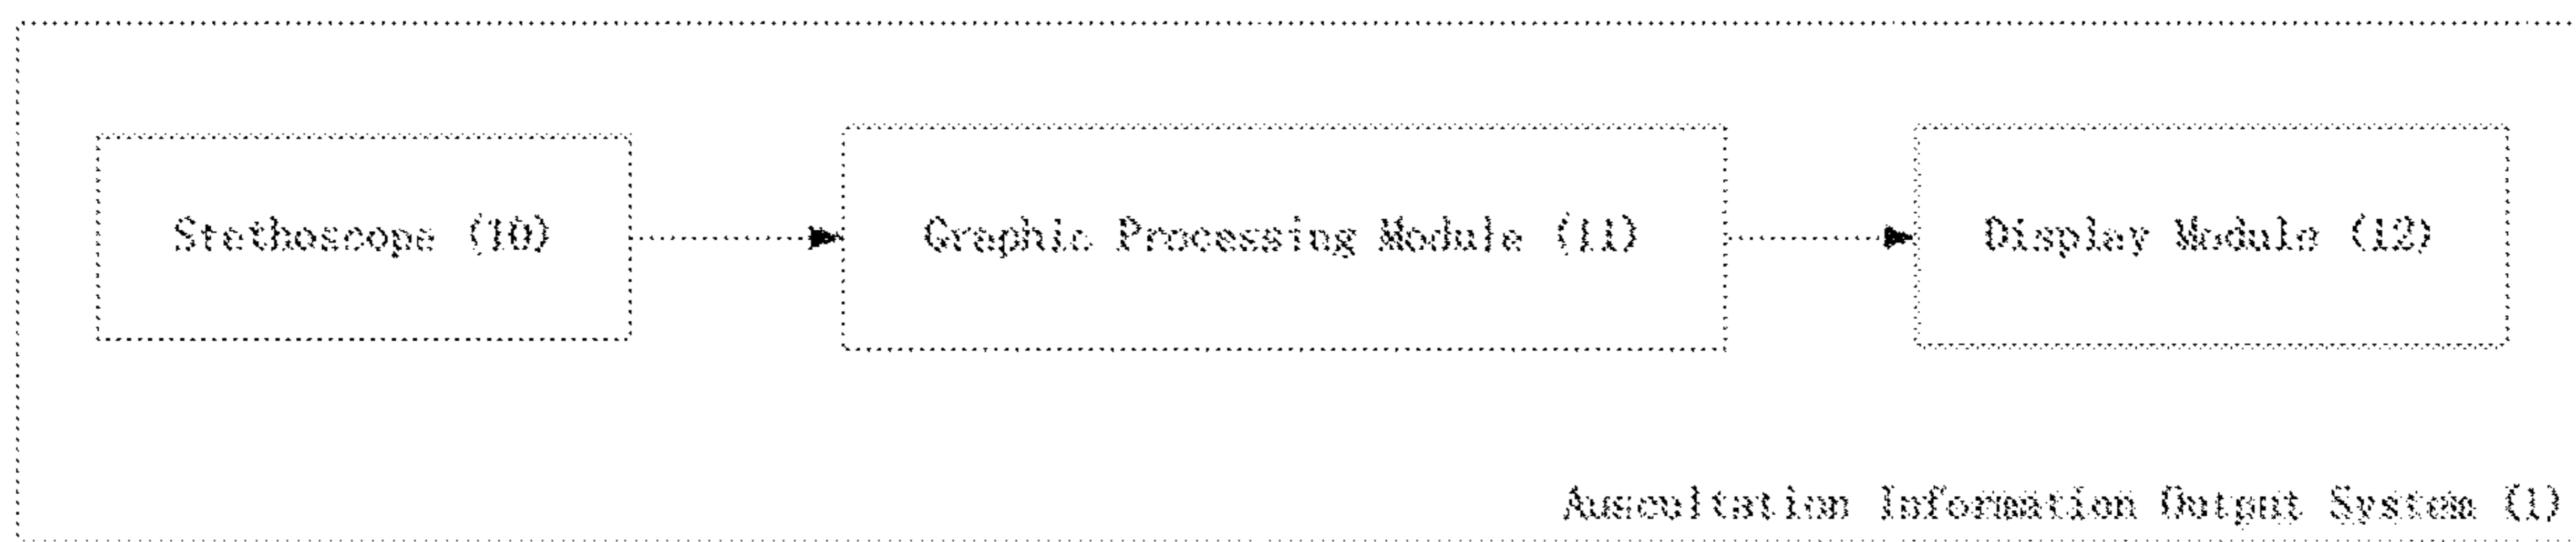 Stethoscope (10)
Graphic Processing Module (11)
Display Module (12)
Auscultation Information Output System (1)